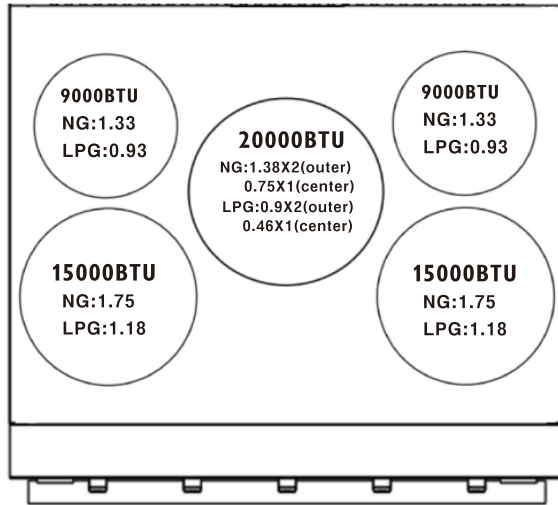 9000BTU
NG:1.33
LPG:0.93
20000BTU
NG:1.38X2(outer)
0.75X1(center)
LPG:0.9X2(outer)
0.46X1(center)
9000BTU
NG:1.33
LPG:0.93
15000BTU
NG:1.75
LPG:1.18
15000BTU
NG:1.75
LPG:1.18